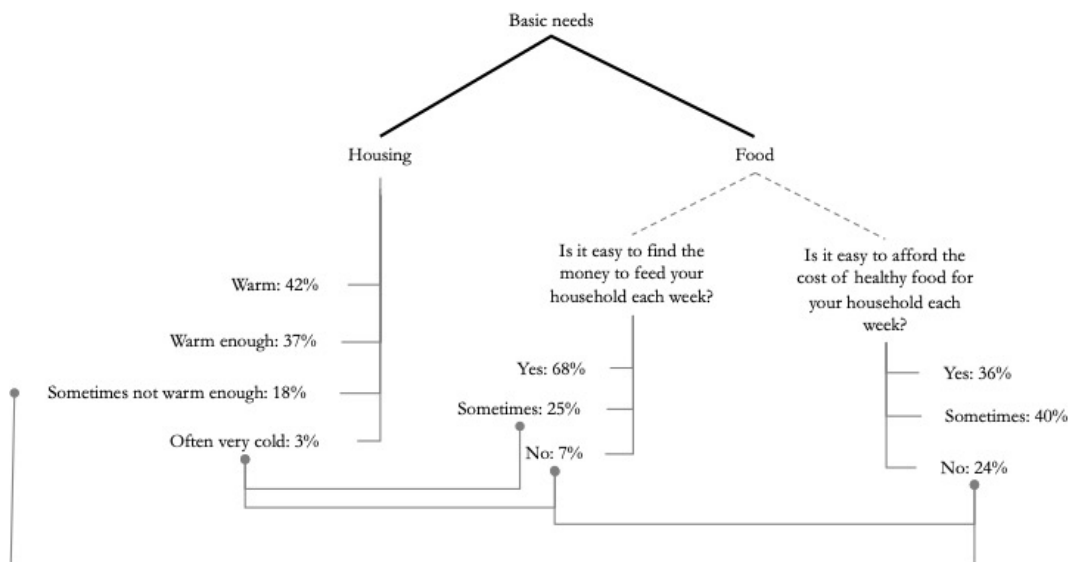 Basic needs
Housing
Food
Warm: 42%
Warm enough: 37%
Sometimes not warm enough: 18%
Often very cold: 3%
Is it easy to find the
money to feed your
household each week?
Yes: 68%
Sometimes: 25%
No: 7%
Is it easy to afford the
cost of healthy food for
your household each
week?
Yes: 36%
Sometimes: 40%
No: 24%